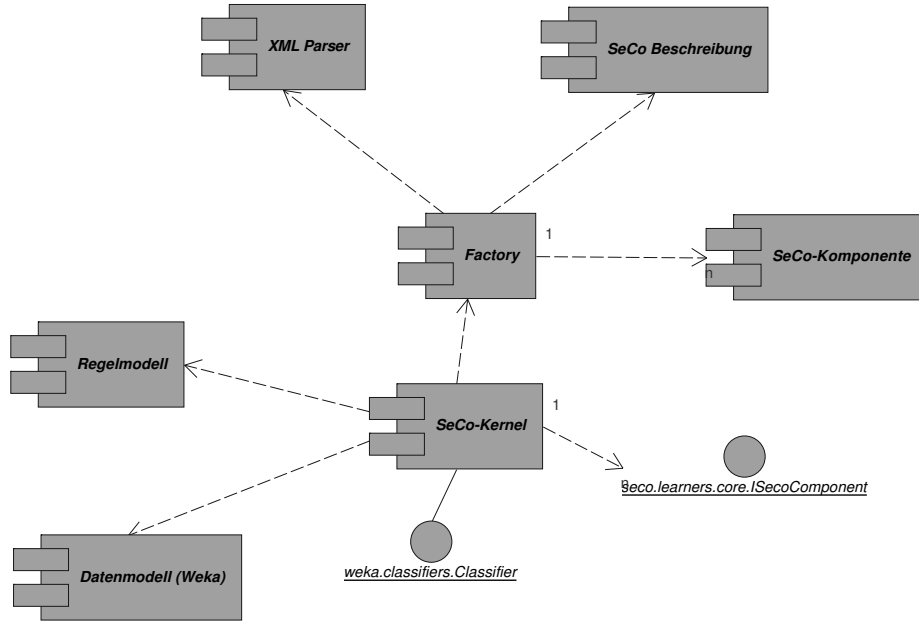 XML Parser
SeCo Beschreibung
1
Factory
SeCo-Komponente
n
Regelmodell
1
SeCo-Kernel
n
seco.learners.core.ISecoComponent
weka.classifiers.Classifier
Datenmodell (Weka)